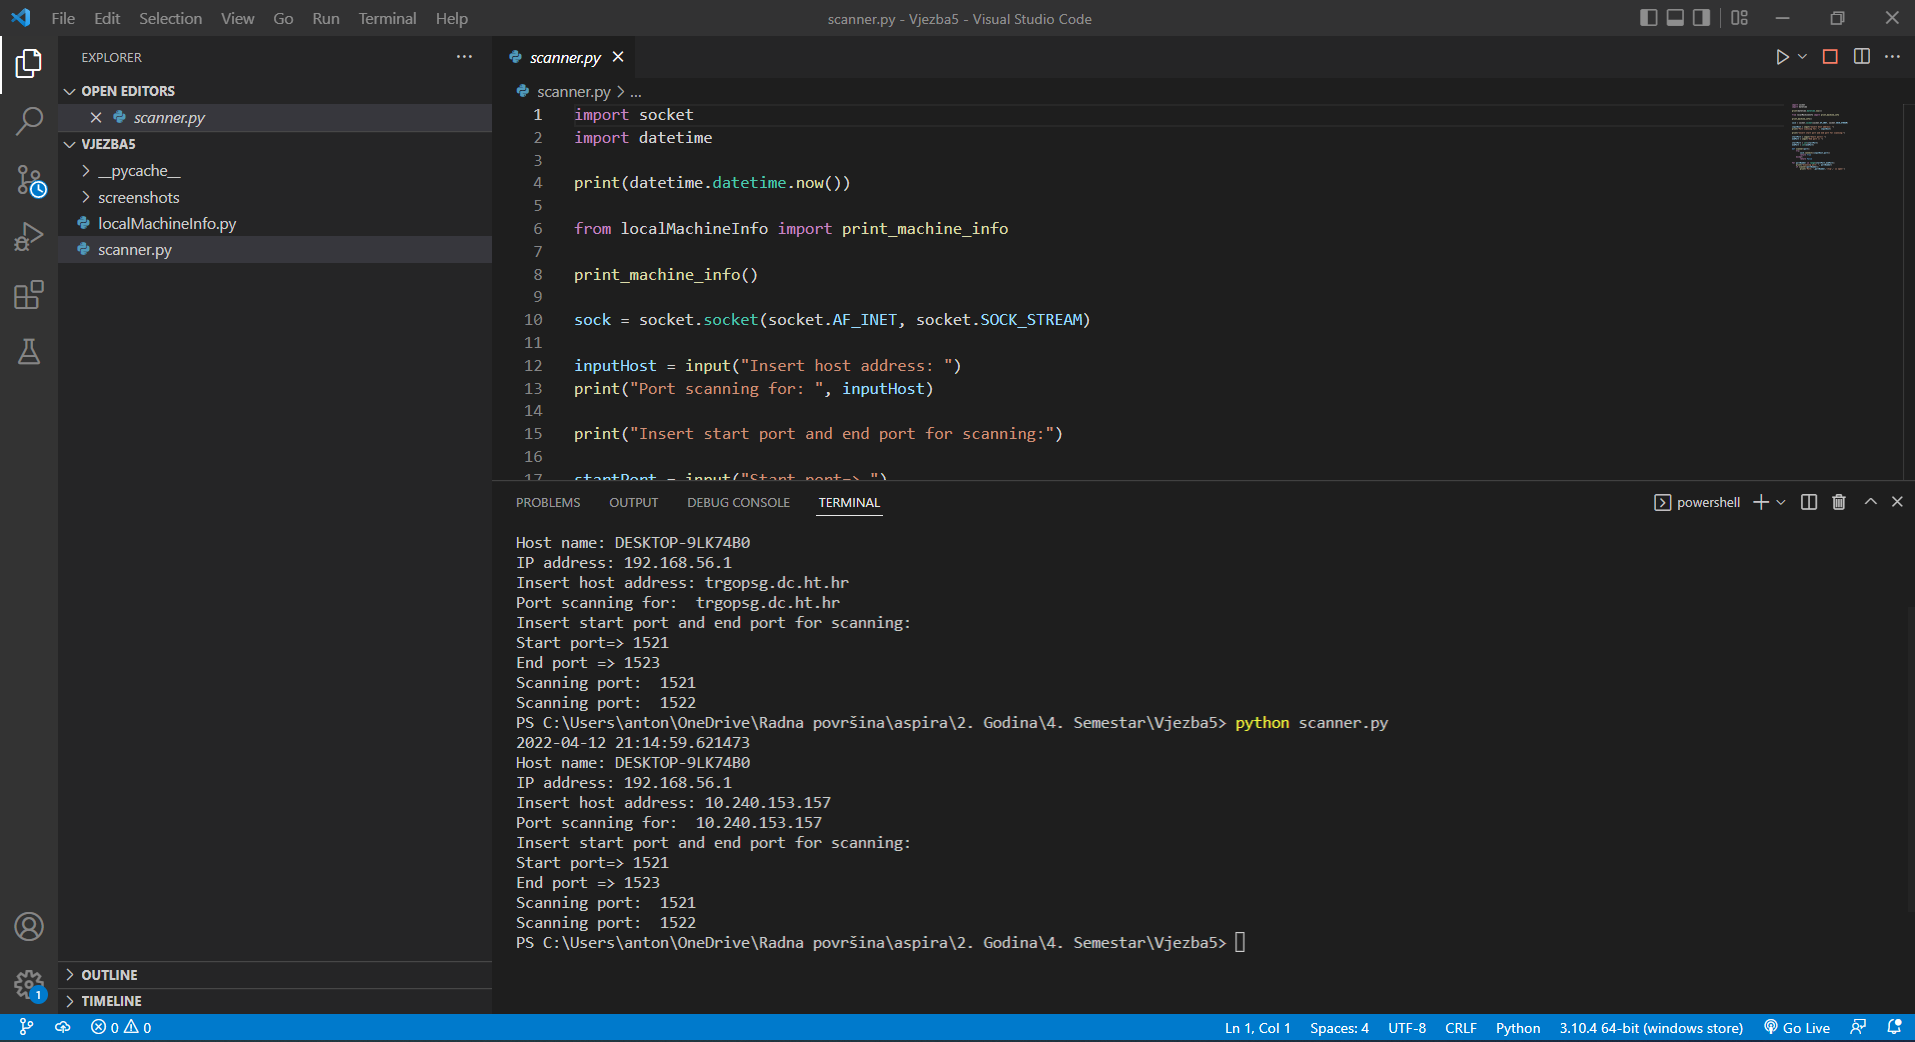 File Edit Selection View Go Run Terminal Help
scanner.py - Vjezba5 - Visual Studio Code
EXPLORER
OPEN EDITORS
scanner.py
VJEZBA5
__pycache__
screenshots
localMachineInfo.py
scanner.py
OUTLINE
TIMELINE
scanner.py
scanner.py > ...
1 import socket
2 import datetime
3
4 print(datetime.datetime.now())
5
6 from localMachineInfo import print_machine_info
7
8 print_machine_info()
9
10 sock = socket.socket(socket.AF_INET, socket.SOCK_STREAM)
11
12 inputHost = input("Insert host address: ")
13 print("Port scanning for: ", inputHost)
14
15 print("Insert start port and end port for scanning:")
16
17 startPort = input("Start port=> ")
PROBLEMS OUTPUT DEBUG CONSOLE TERMINAL
powershell
Host name: DESKTOP-9LK74B0
IP address: 192.168.56.1
Insert host address: trgopsg.dc.ht.hr
Port scanning for:  trgopsg.dc.ht.hr
Insert start port and end port for scanning:
Start port=> 1521
End port => 1523
Scanning port:  1521
Scanning port:  1522
PS C:\Users\anton\OneDrive\Radna površina\aspira\2. Godina\4. Semestar\Vjezba5> python scanner.py
2022-04-12 21:14:59.621473
Host name: DESKTOP-9LK74B0
IP address: 192.168.56.1
Insert host address: 10.240.153.157
Port scanning for:  10.240.153.157
Insert start port and end port for scanning:
Start port=> 1521
End port => 1523
Scanning port:  1521
Scanning port:  1522
PS C:\Users\anton\OneDrive\Radna površina\aspira\2. Godina\4. Semestar\Vjezba5>
1
0 0
Ln 1, Col 1 Spaces: 4 UTF-8 CRLF Python 3.10.4 64-bit (windows store) Go Live